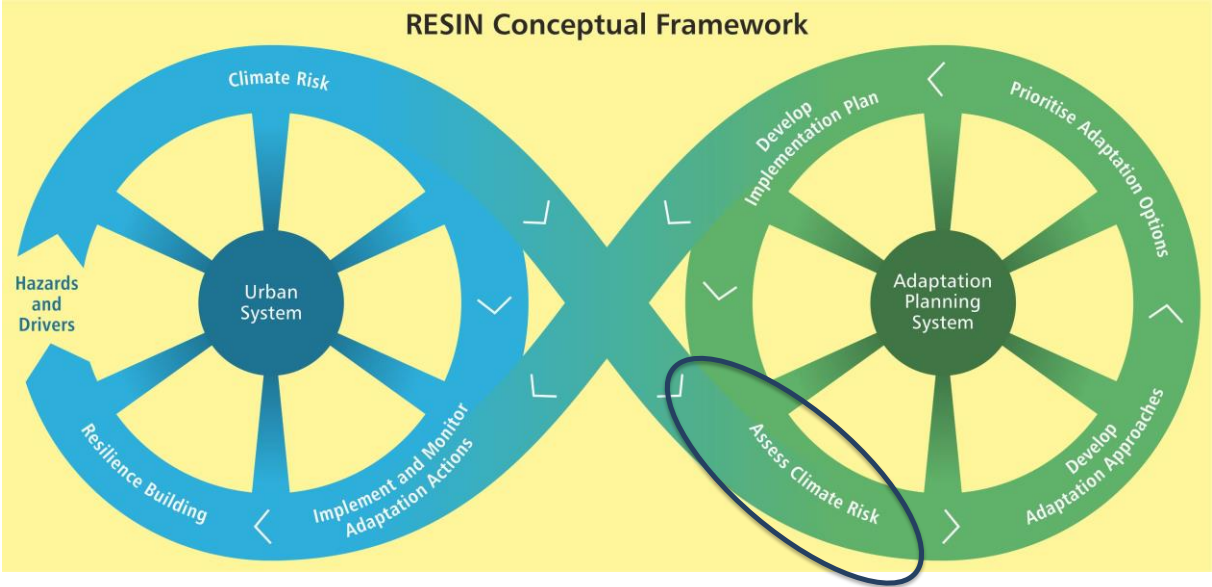 RESIN Conceptual Framework
Climate Risk
Hazards
and
Drivers
Urban
System
Resilience Building
Implement and Monitor
Adaptation Actions
Develop
Implementation Plan
Prioritise Adaptation Options
Adaptation
Planning
System
Assess Climate Risk
Develop
Adaptation Approaches